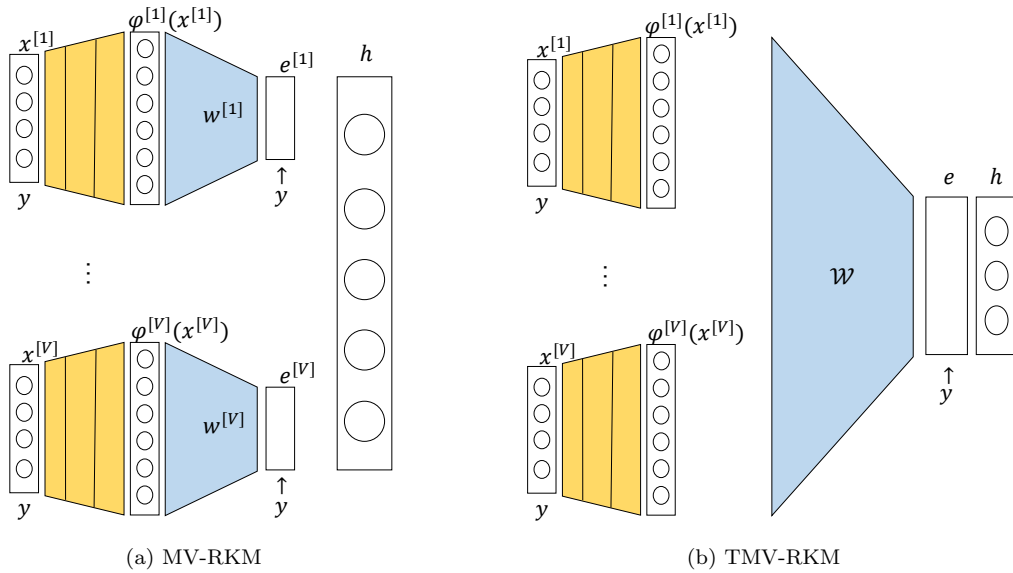 φ^[1](x^[1])
x^[1]
e^[1]
h
w^[1]
y
y
⋮
φ^[V](x^[V])
x^[V]
e^[V]
w^[V]
y
y
(a) MV-RKM
φ^[1](x^[1])
x^[1]
y
e
h
𝒲
⋮
φ^[V](x^[V])
x^[V]
y
y
(b) TMV-RKM